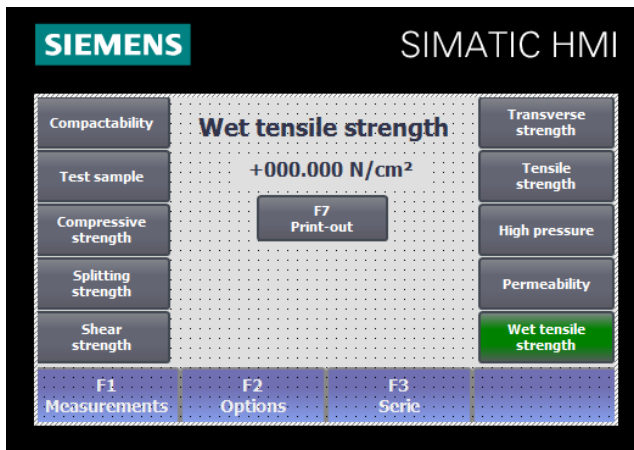 SIEMENS
SIMATIC HMI
Compactability
Test sample
Compressive
strength
Splitting
strength
Shear
strength
Wet tensile strength
+000.000 N/cm²
F7
Print-out
Transverse
strength
Tensile
strength
High pressure
Permeability
Wet tensile
strength
F1
Measurements
F2
Options
F3
Serie